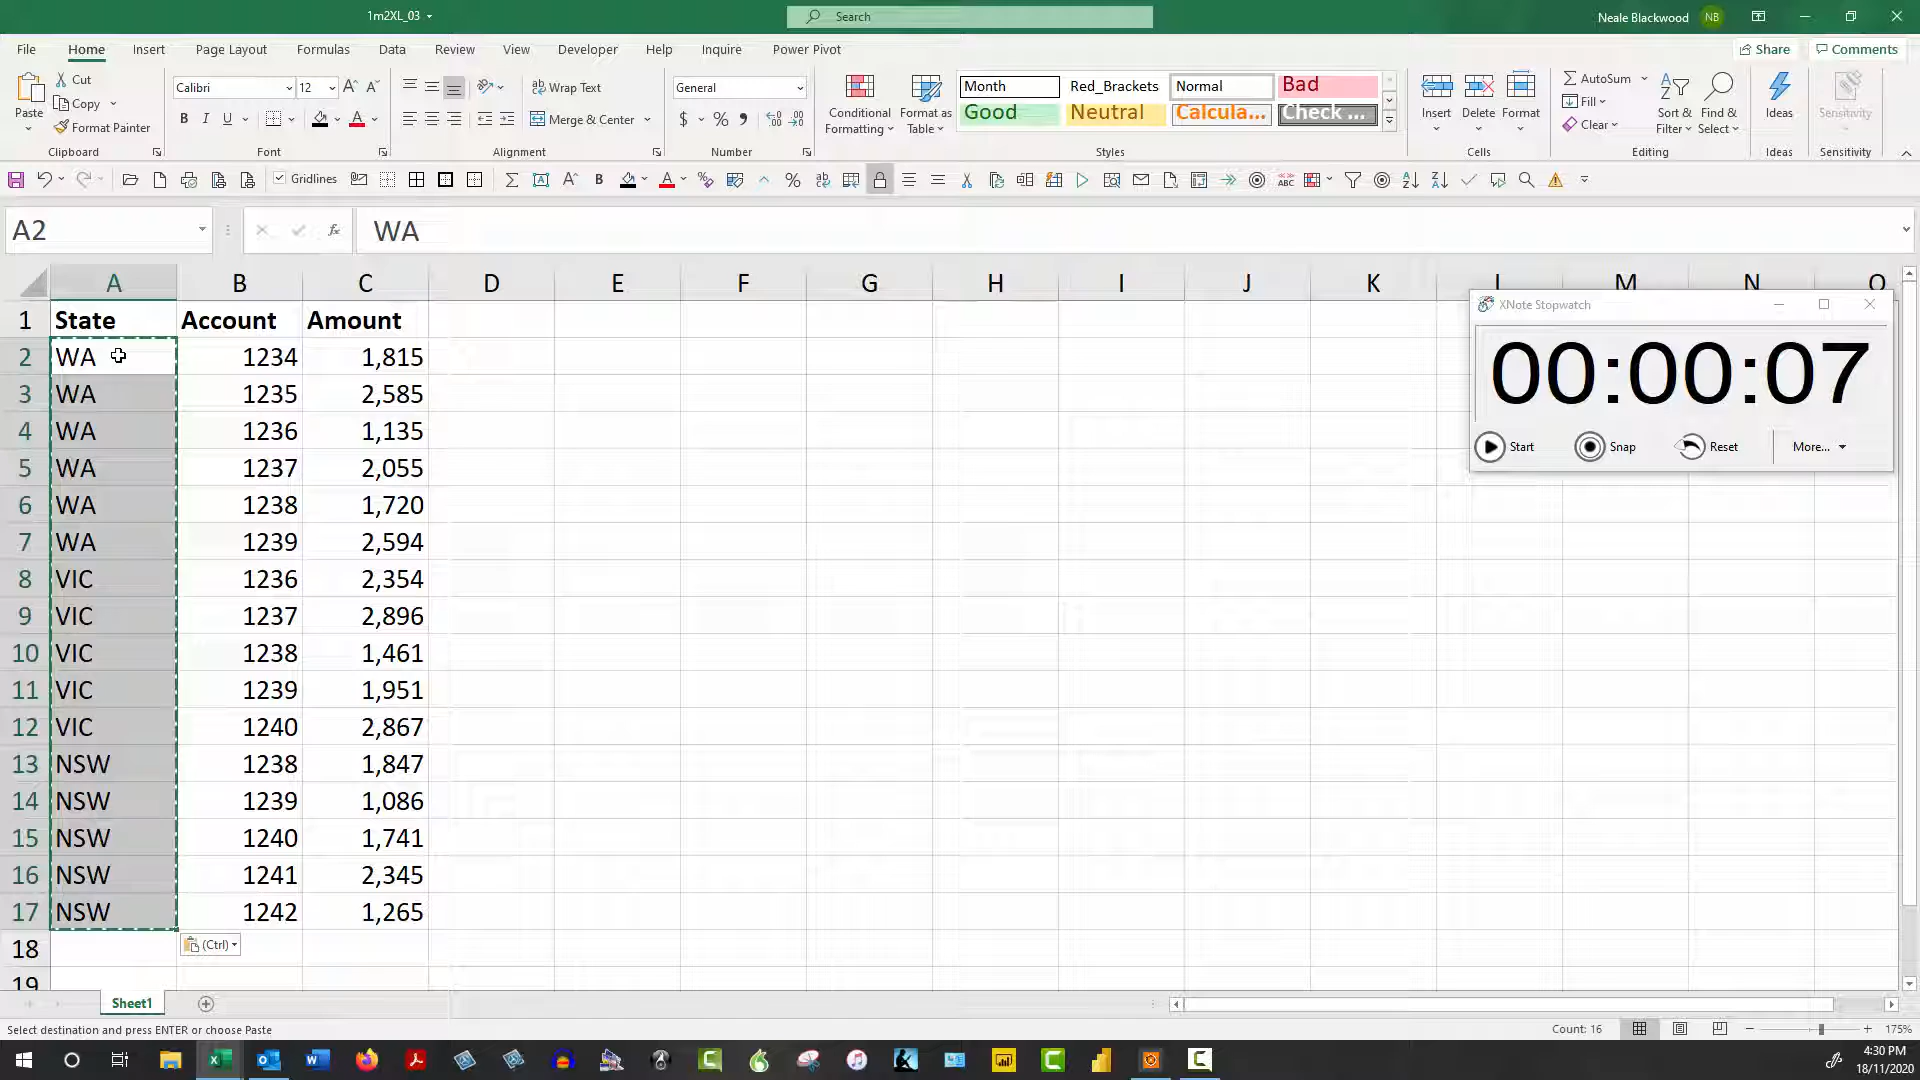 1m2XL_03
Search
Neale Blackwood NB
File Home Insert Page Layout Formulas Data Review View Developer Help Inquire Power Pivot Share Comments
Paste Cut Copy Format Painter Clipboard
Calibri 12 A A B I U A Font
Wrap Text Merge & Center Alignment
General $ % Number
Conditional Formatting Format as Table
Month Red_Brackets Normal Bad
Good Neutral Calcula... Check ...
Styles
Insert Delete Format Cells
AutoSum Fill Clear Sort & Filter Find & Select Editing
Ideas Ideas
Sensitivity Sensitivity
Gridlines
A2 fx WA
A B C D E F G H I J K L M N O
1 State Account Amount
2 WA 1234 1,815
3 WA 1235 2,585
4 WA 1236 1,135
5 WA 1237 2,055
6 WA 1238 1,720
7 WA 1239 2,594
8 VIC 1236 2,354
9 VIC 1237 2,896
10 VIC 1238 1,461
11 VIC 1239 1,951
12 VIC 1240 2,867
13 NSW 1238 1,847
14 NSW 1239 1,086
15 NSW 1240 1,741
16 NSW 1241 2,345
17 NSW 1242 1,265
18
19
(Ctrl)
XNote Stopwatch
00:00:07
Start Snap Reset More...
Sheet1
Select destination and press ENTER or choose Paste
Count: 16
175%
4:30 PM
18/11/2020